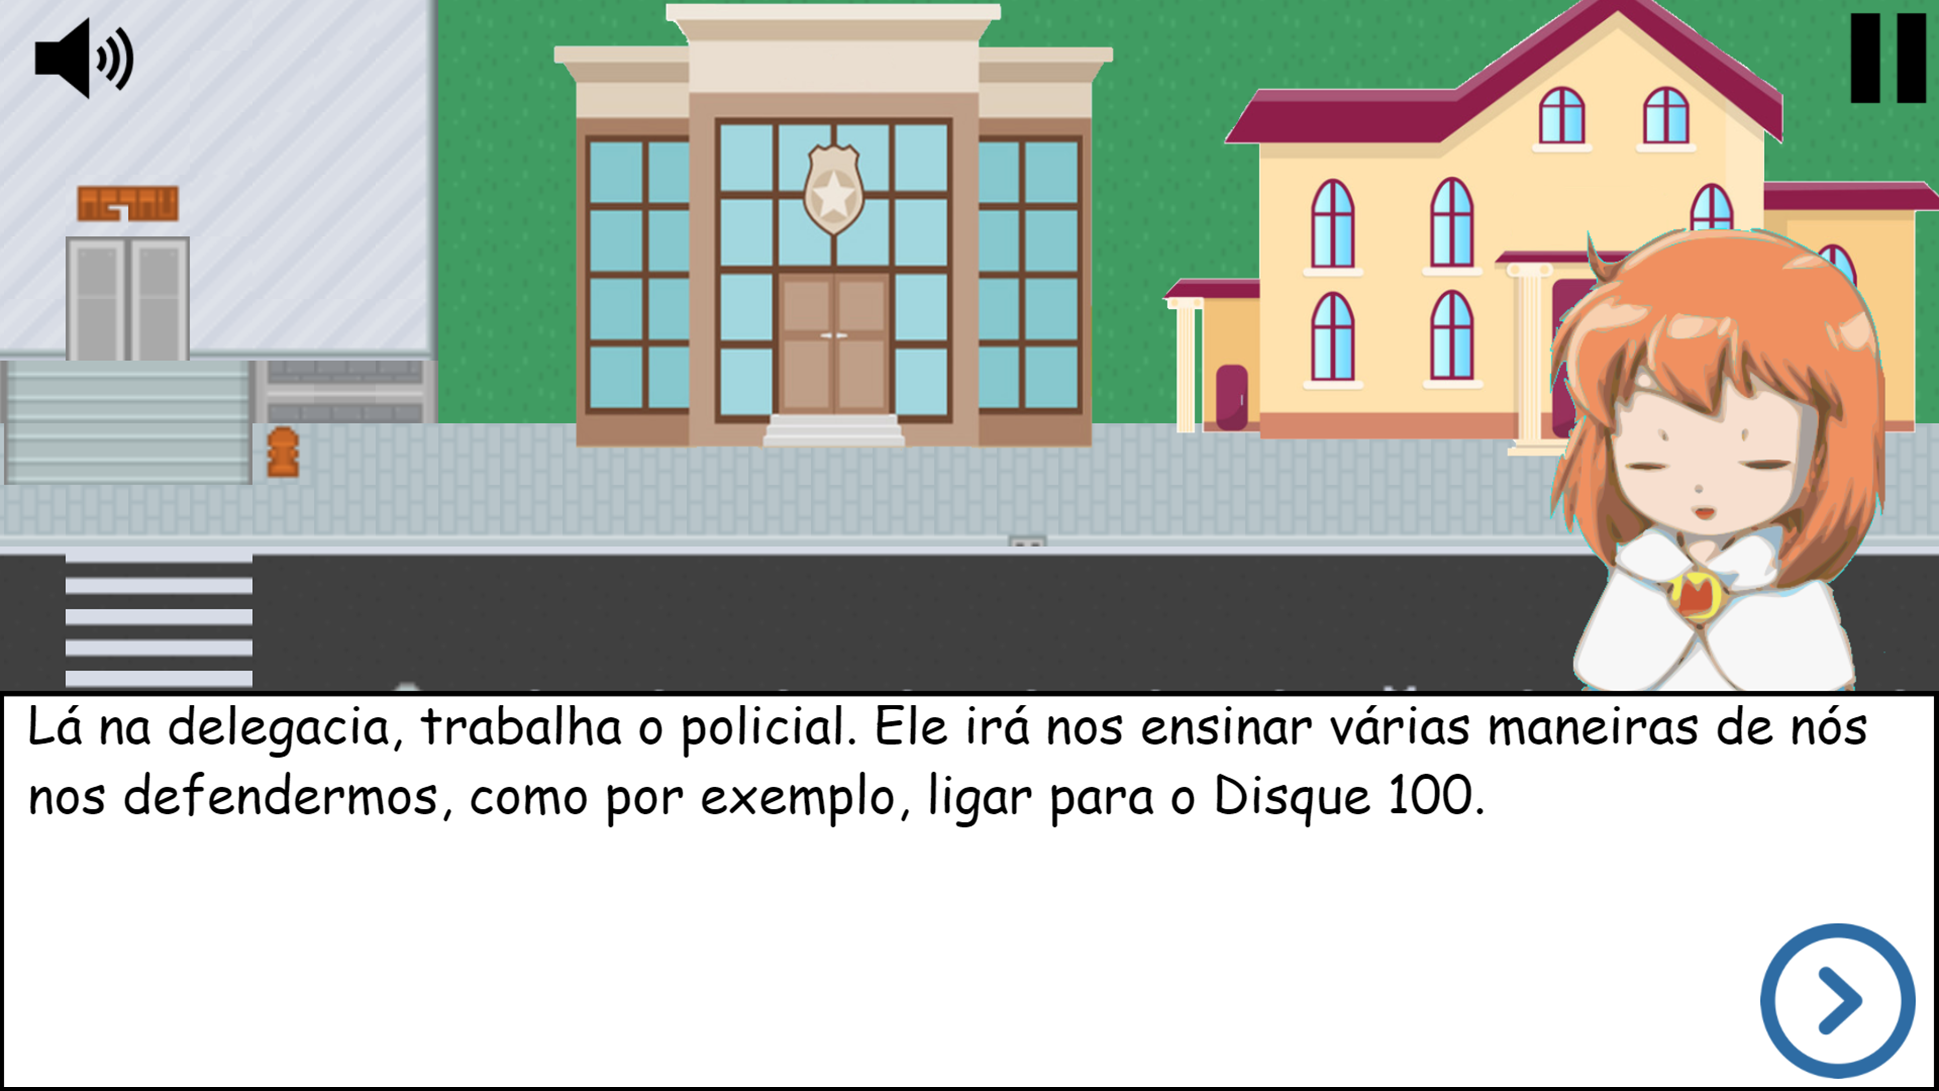 Lá na delegacia, trabalha o policial. Ele irá nos ensinar várias maneiras de nós
nos defendermos, como por exemplo, ligar para o Disque 100.